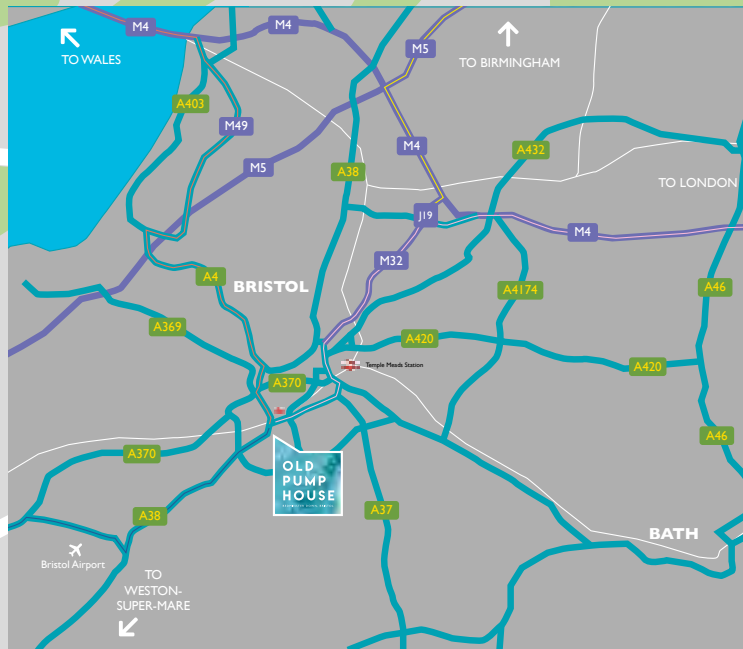 M4
M4
M5
TO WALES
TO BIRMINGHAM
A403
M49
M4
A432
M5
A38
TO LONDON
J19
M4
M32
A4
BRISTOL
A4174
A46
A369
A420
Temple Meads Station
A420
A370
A46
A370
OLD
PUMP
HOUSE
A38
A37
BATH
Bristol Airport
TO
WESTON-
SUPER-MARE